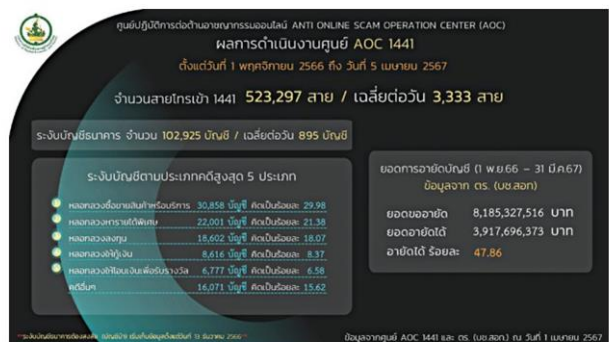 ศูนย์ปฏิบัติการต่อต้านอาชญากรรมออนไลน์ ANTI ONLINE SCAM OPERATION CENTER (AOC)
ผลการดำเนินงานศูนย์ AOC 1441
ตั้งแต่วันที่ 1 พฤศจิกายน 2566 ถึง วันที่ 5 เมษายน 2567
จำนวนสายโทรเข้า 1441 523,297 สาย / เฉลี่ยต่อวัน 3,333 สาย
ระงับบัญชีธนาคาร จำนวน 102,925 บัญชี / เฉลี่ยต่อวัน 895 บัญชี
ระงับบัญชีตามประเภทคดีสูงสุด 5 ประเภท
หลอกลวงซื้อขายสินค้าหรือบริการ 30,858 บัญชี คิดเป็นร้อยละ 29.98
หลอกลวงหารายได้พิเศษ 22,001 บัญชี คิดเป็นร้อยละ 21.38
หลอกลวงลงทุน 18,602 บัญชี คิดเป็นร้อยละ 18.07
หลอกลวงให้กู้เงิน 8,616 บัญชี คิดเป็นร้อยละ 8.37
หลอกลวงให้โอนเงินเพื่อรับรางวัล 6,777 บัญชี คิดเป็นร้อยละ 6.58
คดีอื่นๆ 16,071 บัญชี คิดเป็นร้อยละ 15.62
ยอดการอายัดบัญชี (1 พ.ย.66 – 31 มี.ค.67)
ข้อมูลจาก ตร. (บช.สอท)
ยอดขออายัด 8,185,327,516 บาท
ยอดอายัดได้ 3,917,696,373 บาท
อายัดได้ ร้อยละ 47.86
เริ่มเก็บข้อมูลตั้งแต่วันที่ 13 ธันวาคม 2566
ข้อมูลจากศูนย์ AOC 1441 และ ตร. (บช.สอท.) ณ วันที่ 1 เมษายน 2567